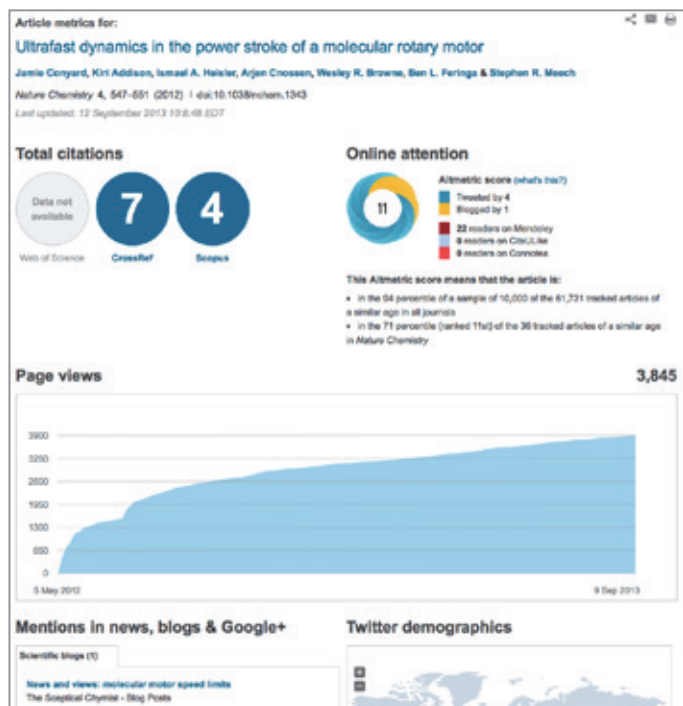 Article metrics for:
Ultrafast dynamics in the power stroke of a molecular rotary motor
Jamie Conyard, Kiri Addison, Ismael A. Heisler, Arjen Cnossen, Wesley R. Browne, Ben L. Feringa & Stephen R. Meech
Nature Chemistry 4, 547–551 (2012) | doi:10.1038/nchem.1343
Last updated: 12 September 2013 10:8:48 EDT
Total citations
Data not
available
7
4
Web of Science
CrossRef
Scopus
Online attention
11
Altmetric score (what's this?)
Tweeted by 4
Blogged by 1
22 readers on Mendeley
0 readers on CiteULike
0 readers on Connotea
This Altmetric score means that the article is:
• in the 94 percentile of a sample of 10,000 of the 61,731 tracked articles of
a similar age in all journals
• in the 71 percentile (ranked 11st) of the 36 tracked articles of a similar age
in Nature Chemistry
Page views
3,845
3900
3250
2600
1950
1300
650
0
5 May 2012
9 Sep 2013
Mentions in news, blogs & Google+
Scientific blogs (1)
News and views: molecular motor speed limits
The Sceptical Chymist - Blog Posts
Twitter demographics
+
−